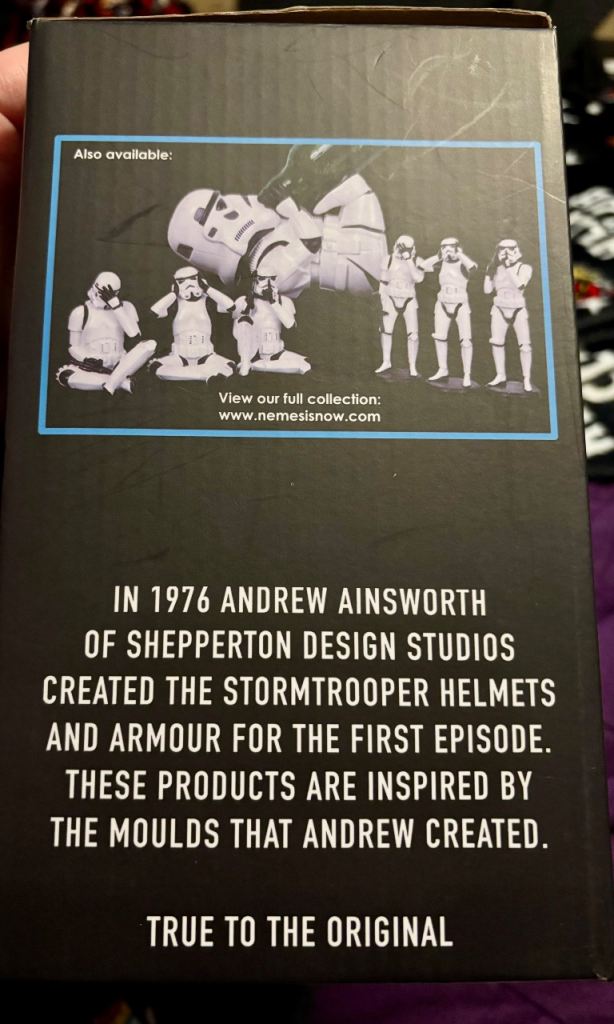 Also available:
View our full collection:
www.nemesisnow.com
IN 1976 ANDREW AINSWORTH
OF SHEPPERTON DESIGN STUDIOS
CREATED THE STORMTROOPER HELMETS
AND ARMOUR FOR THE FIRST EPISODE.
THESE PRODUCTS ARE INSPIRED BY
THE MOULDS THAT ANDREW CREATED.
TRUE TO THE ORIGINAL